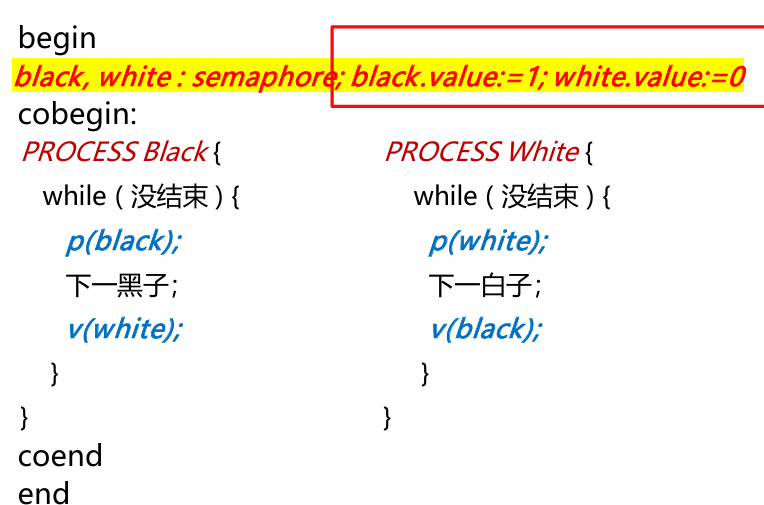 begin
black, white : semaphore; black.value:=1; white.value:=0
cobegin:
PROCESS Black {
while ( 没结束 ) {
p(black);
下一黑子;
v(white);
}
}
PROCESS White {
while ( 没结束 ) {
p(white);
下一白子;
v(black);
}
}
coend
end